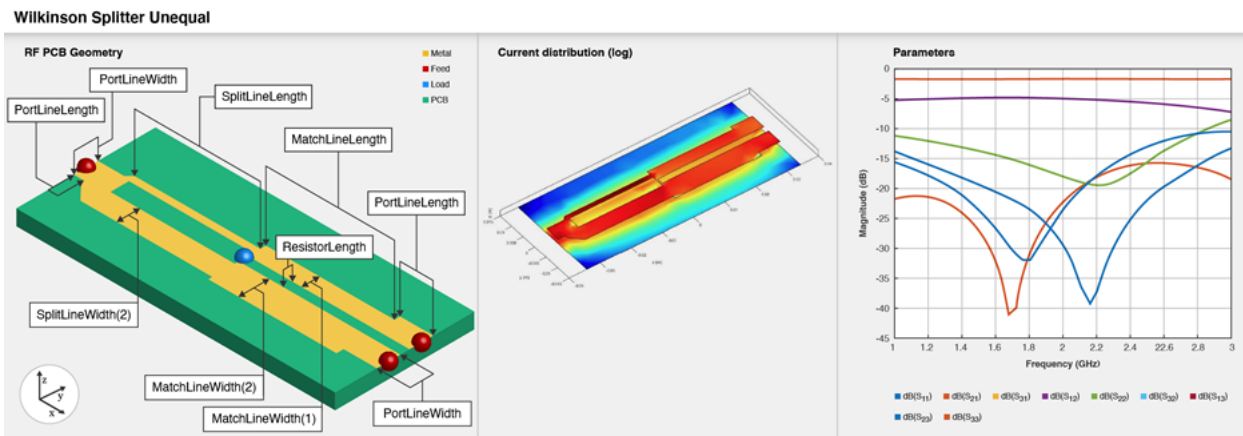 Wilkinson Splitter Unequal
RF PCB Geometry
Metal
Feed
Load
PCB
PortLineWidth
PortLineLength
SplitLineLength
MatchLineLength
PortLineLength
ResistorLength
SplitLineWidth(2)
MatchLineWidth(2)
MatchLineWidth(1)
PortLineWidth
z
y
x
Current distribution (log)
Parameters
0
-5
-10
-15
-20
-25
-30
-35
-40
-45
Magnitude (dB)
1 1.2 1.4 1.6 1.8 2 2.2 2.4 22.6 2.8 3
Frequency (GHz)
dB(S11) dB(S21) dB(S31) dB(S12) dB(S22) dB(S32) dB(S13)
dB(S23) dB(S33)